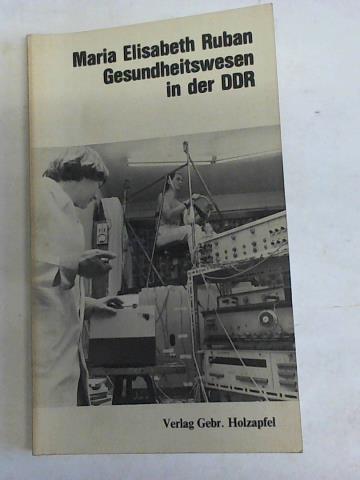 Maria Elisabeth Ruban
Gesundheitswesen
in der DDR
Verlag Gebr. Holzapfel